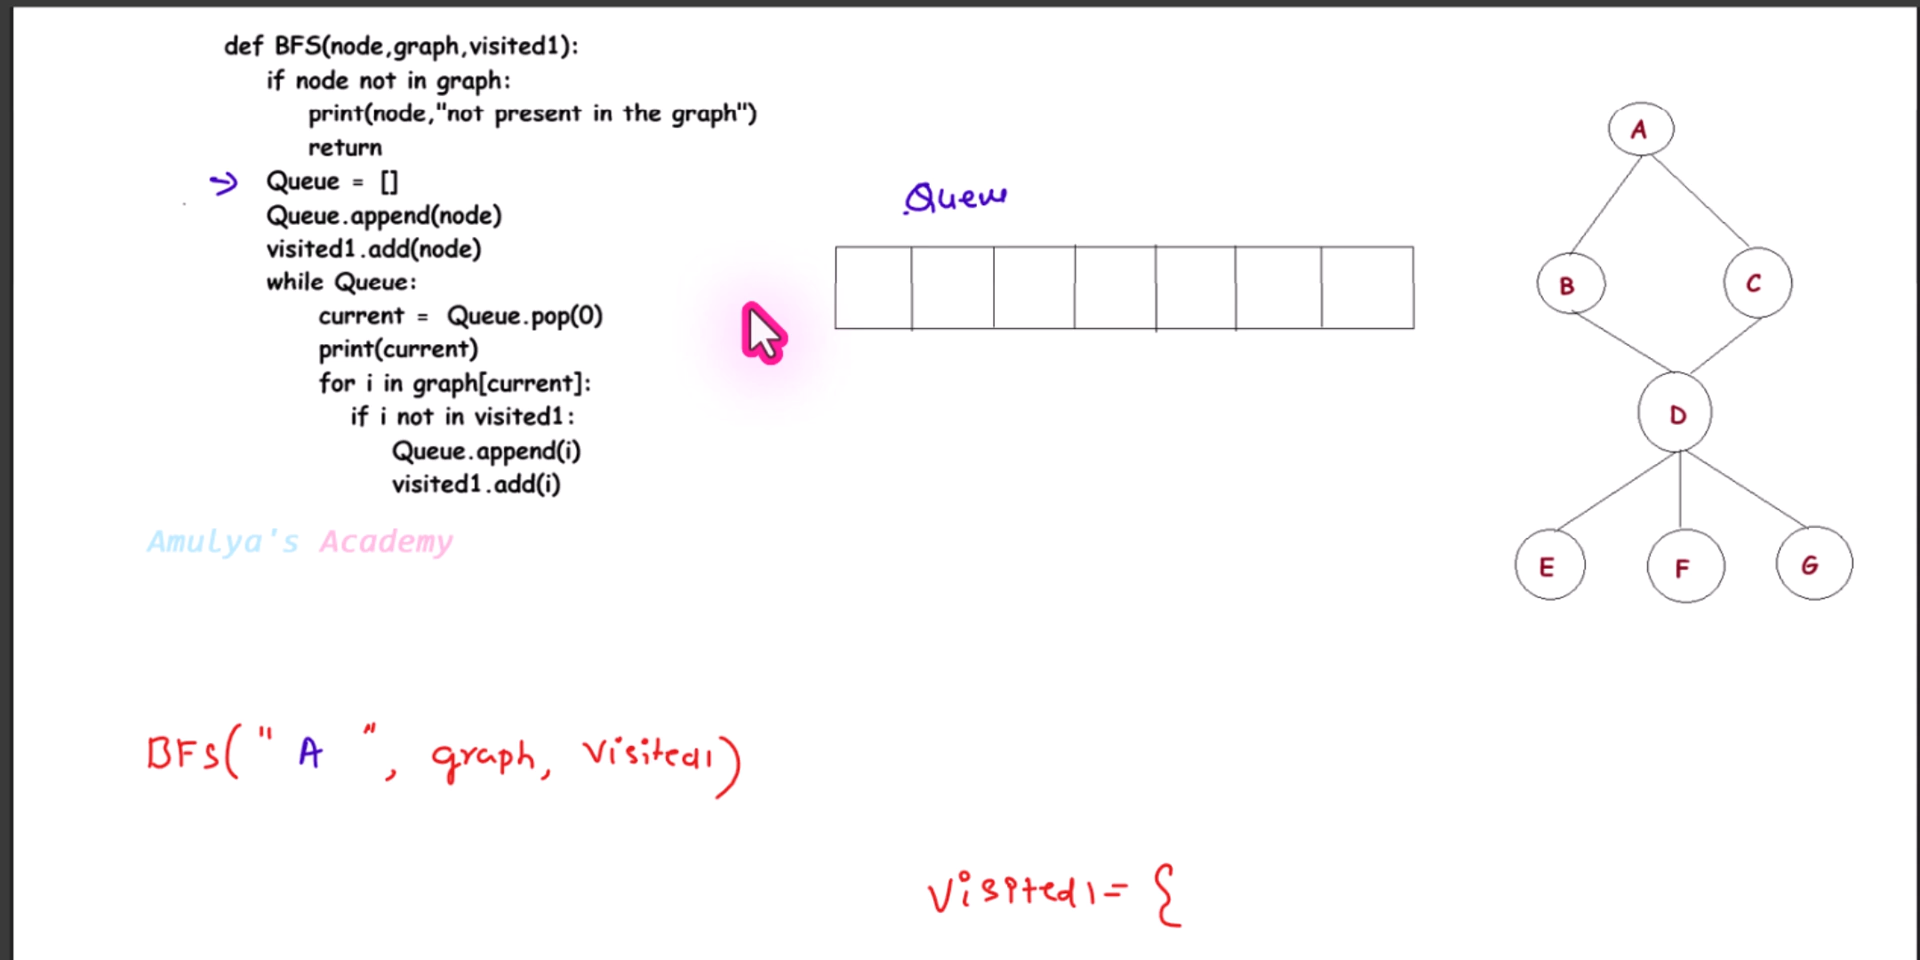 def BFS(node,graph,visited1):
if node not in graph:
print(node,"not present in the graph")
return
Queue = []
Queue.append(node)
visited1.add(node)
while Queue:
current = Queue.pop(0)
print(current)
for i in graph[current]:
if i not in visited1:
Queue.append(i)
visited1.add(i)
Amulya's Academy
Queue
A
B
C
D
E
F
G
BFS("A", graph, visited1)
visited1= {